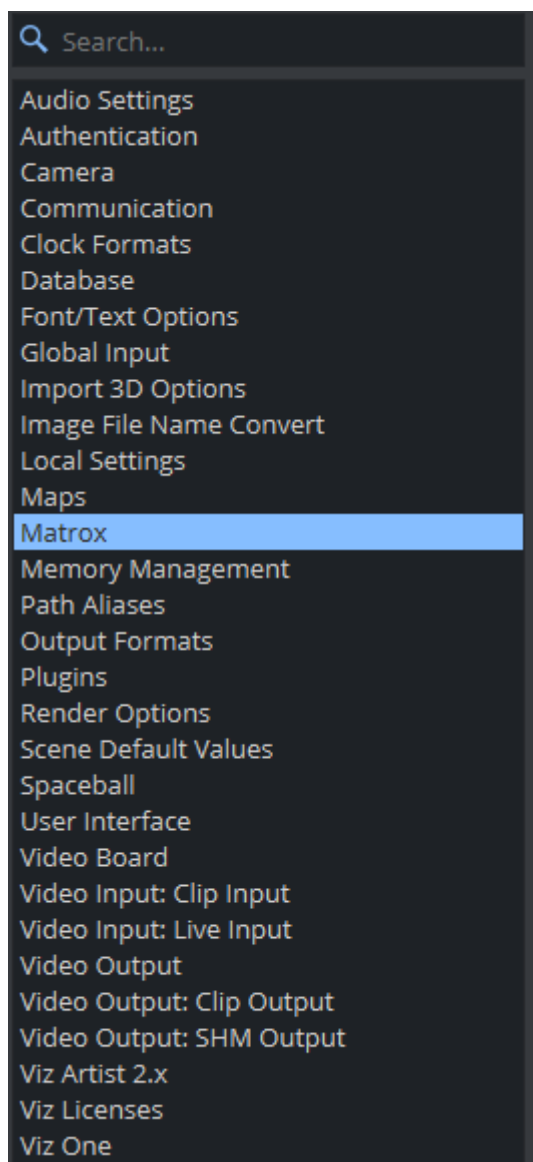 Search...
Audio Settings
Authentication
Camera
Communication
Clock Formats
Database
Font/Text Options
Global Input
Import 3D Options
Image File Name Convert
Local Settings
Maps
Matrox
Memory Management
Path Aliases
Output Formats
Plugins
Render Options
Scene Default Values
Spaceball
User Interface
Video Board
Video Input: Clip Input
Video Input: Live Input
Video Output
Video Output: Clip Output
Video Output: SHM Output
Viz Artist 2.x
Viz Licenses
Viz One